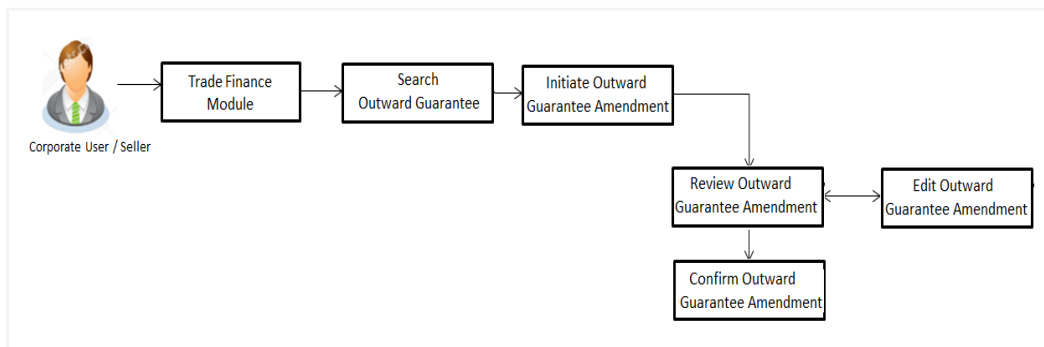 Corporate User / Seller
Trade Finance
Module
Search
Outward Guarantee
Initiate Outward
Guarantee Amendment
Review Outward
Guarantee Amendment
Edit Outward
Guarantee Amendment
Confirm Outward
Guarantee Amendment